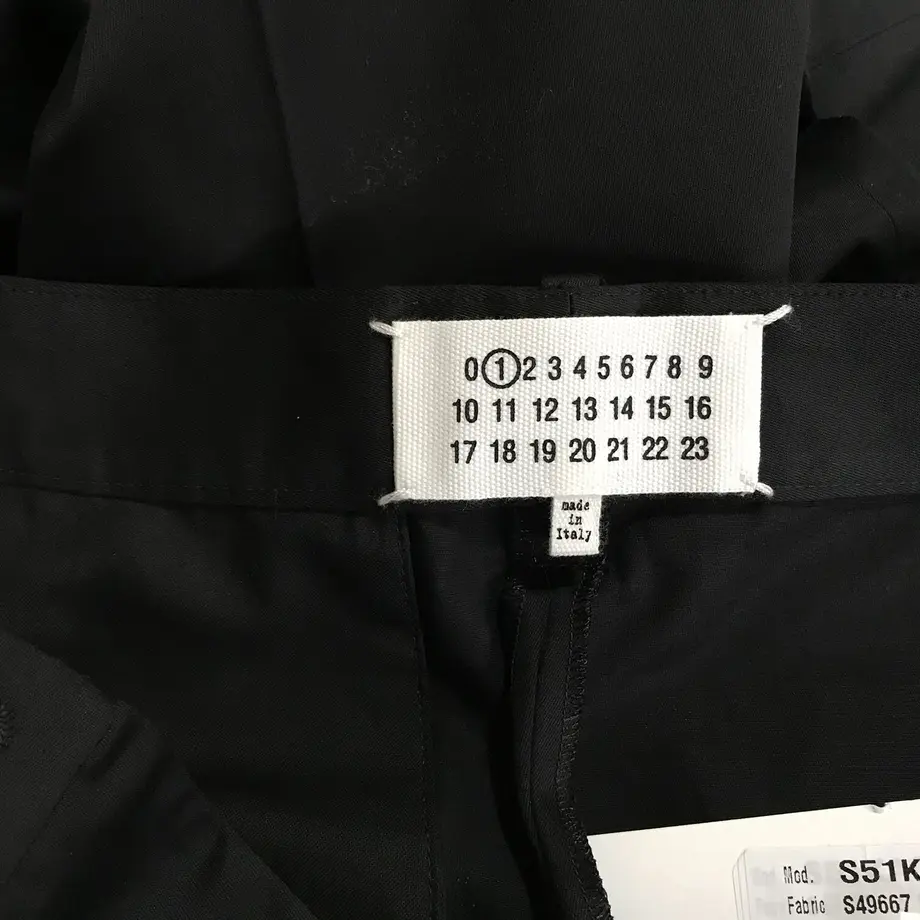 0 1 2 3 4 5 6 7 8 9
10 11 12 13 14 15 16
17 18 19 20 21 22 23
made
in
Italy
Mod. S51K
Fabric S49667